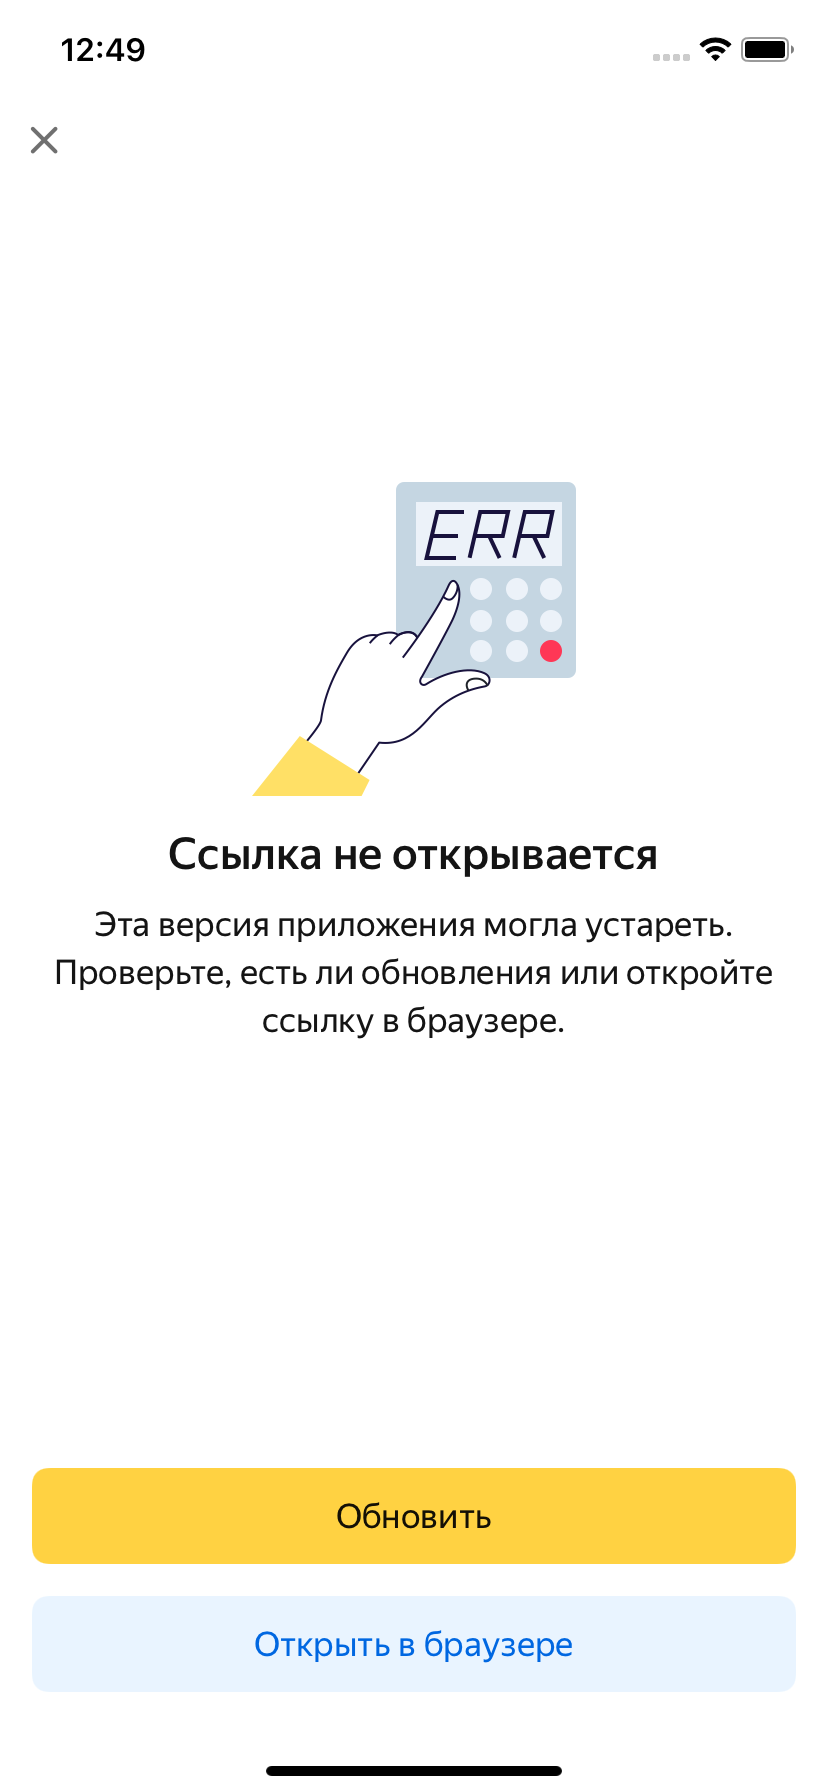 12:49
ERR
Ссылка не открывается
Эта версия приложения могла устареть.
Проверьте, есть ли обновления или откройте
ссылку в браузере.
Обновить
Открыть в браузере